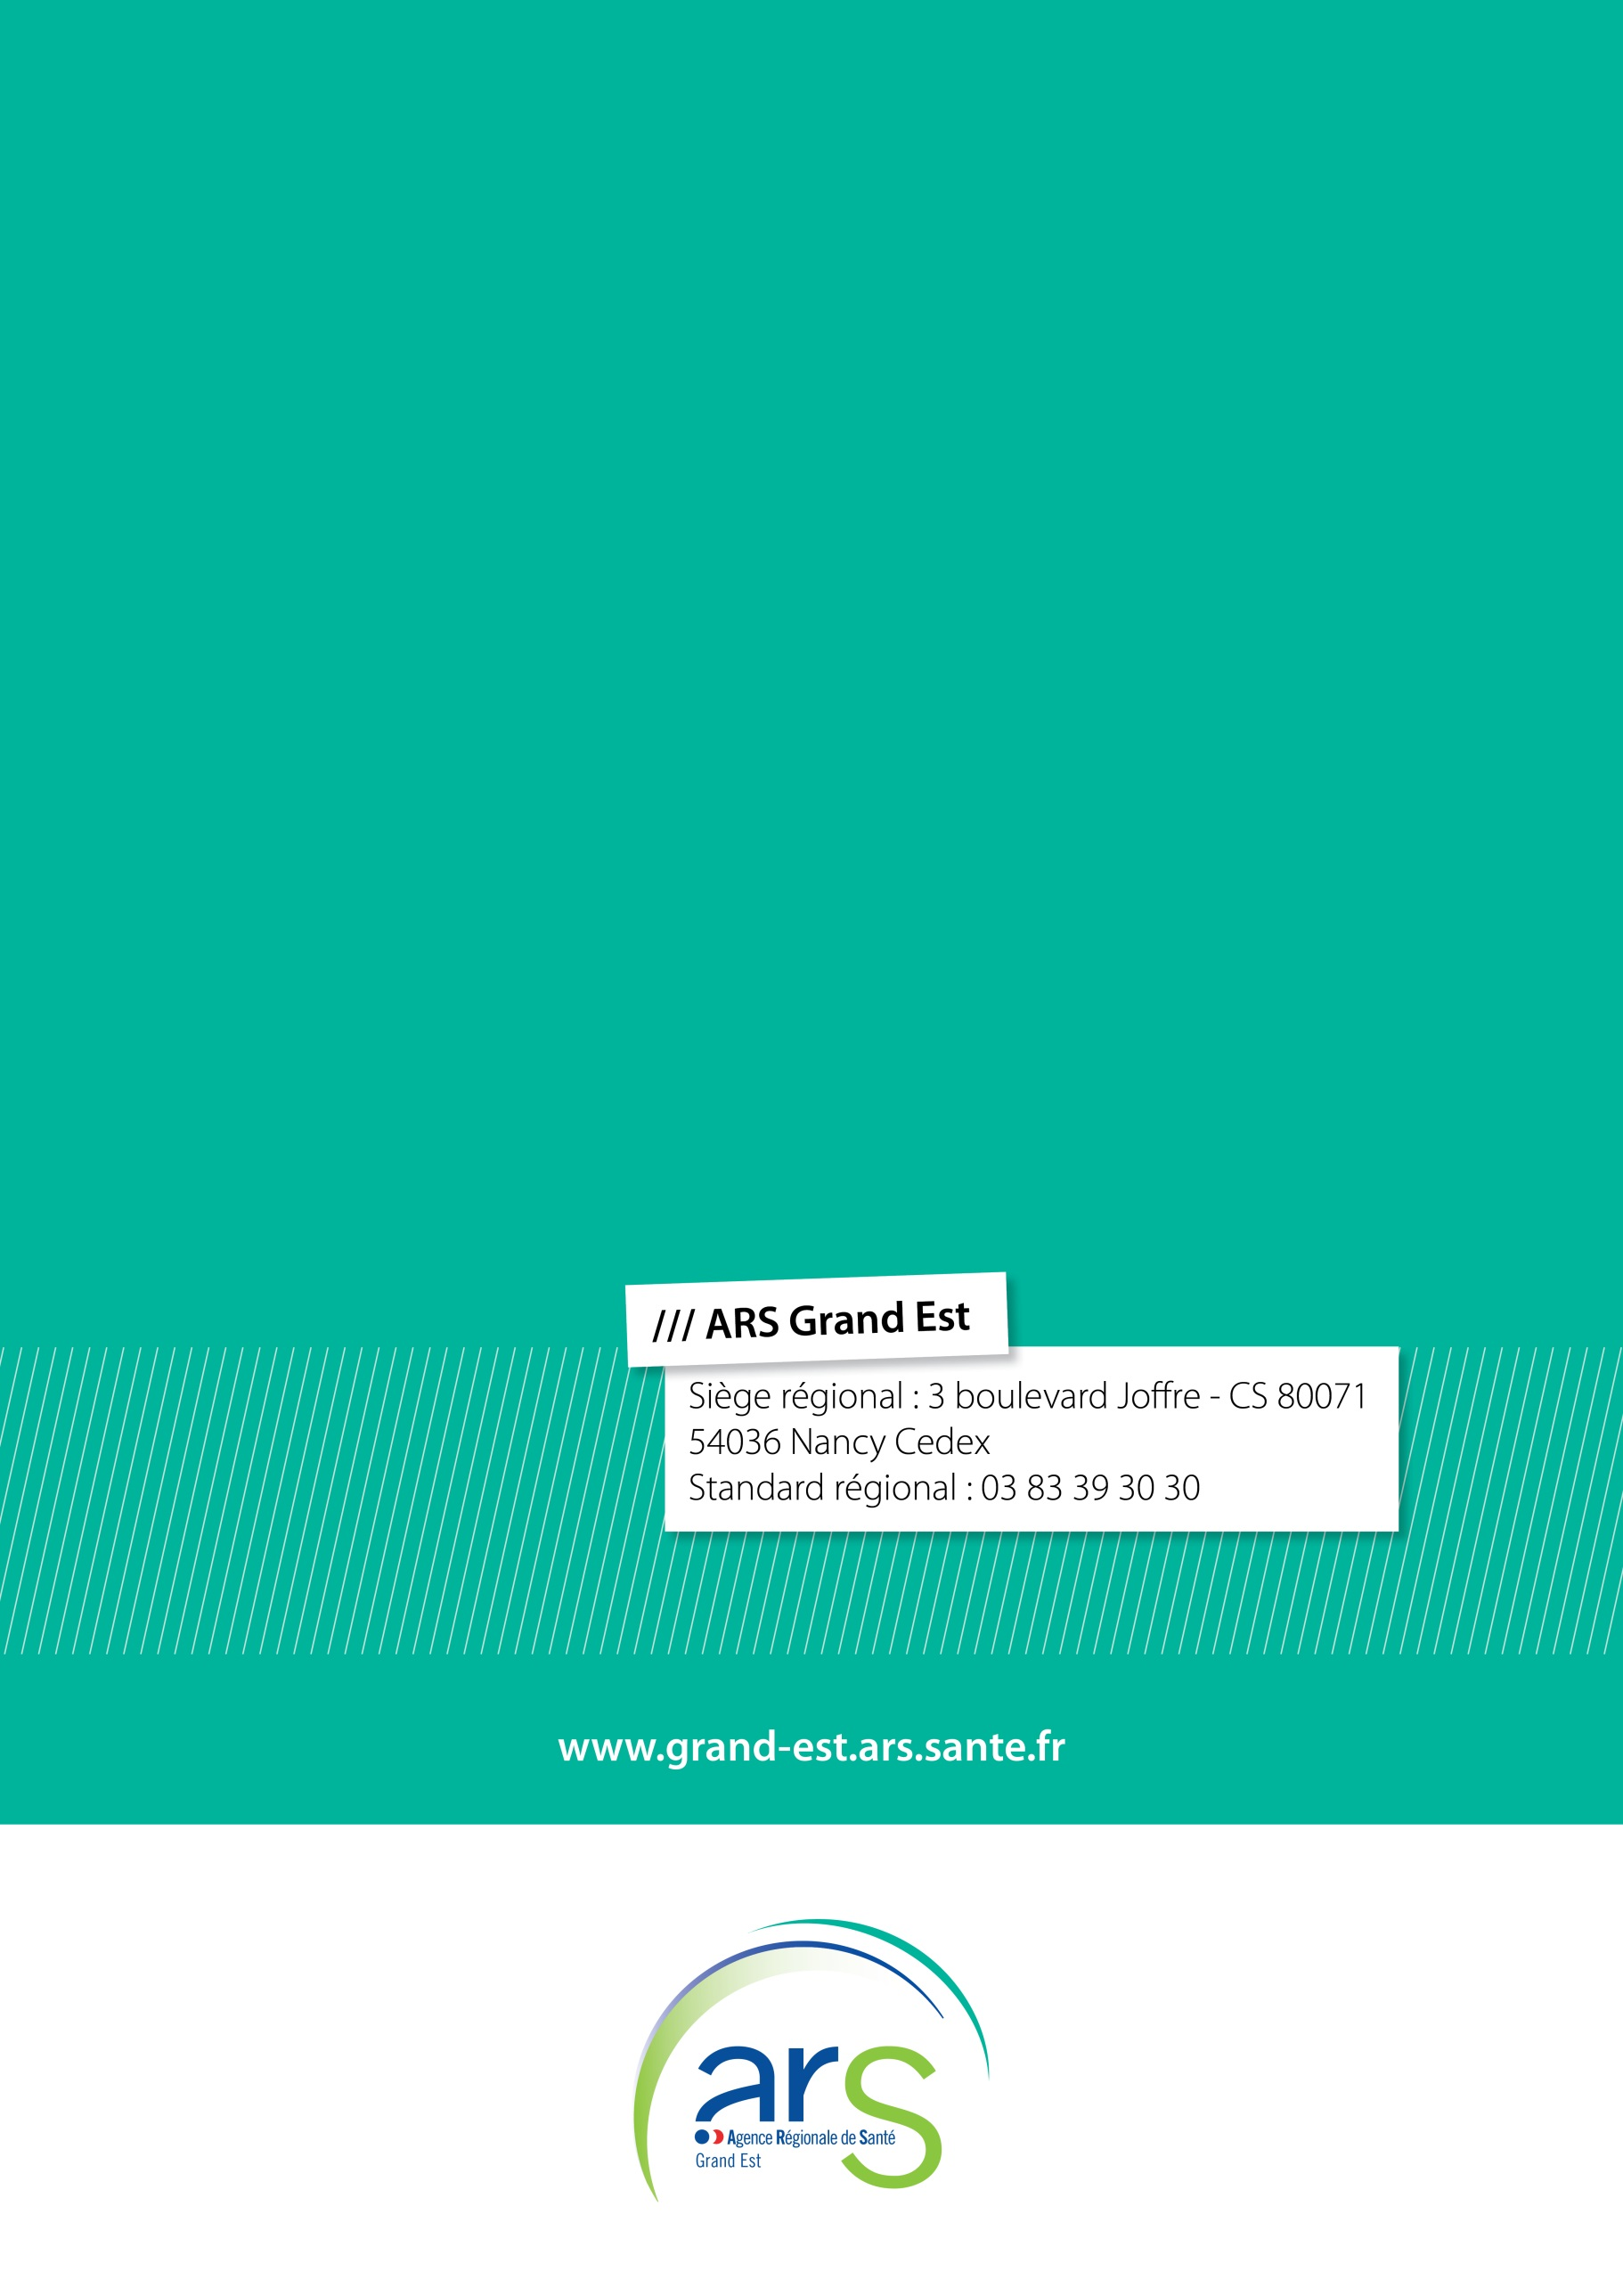 /// ARS Grand Est
Siège régional : 3 boulevard Joffre - CS 80071
54036 Nancy Cedex
Standard régional : 03 83 39 30 30
www.grand-est.ars.sante.fr
ars
Agence Régionale de Santé
Grand Est